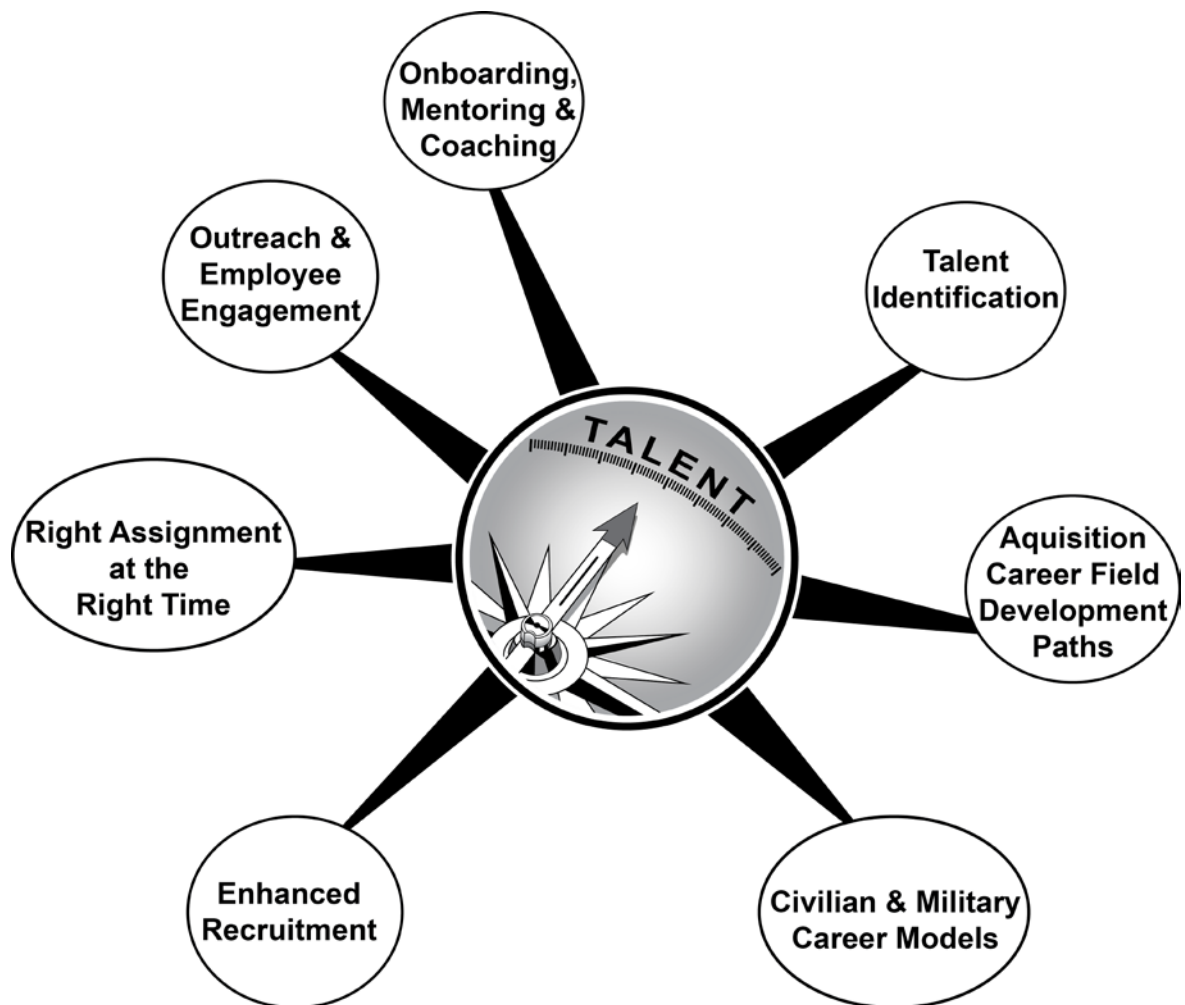 Onboarding,
Mentoring &
Coaching
Outreach &
Employee
Engagement
Talent
Identification
TALENT
Right Assignment
at the
Right Time
Aquisition
Career Field
Development
Paths
Enhanced
Recruitment
Civilian & Military
Career Models